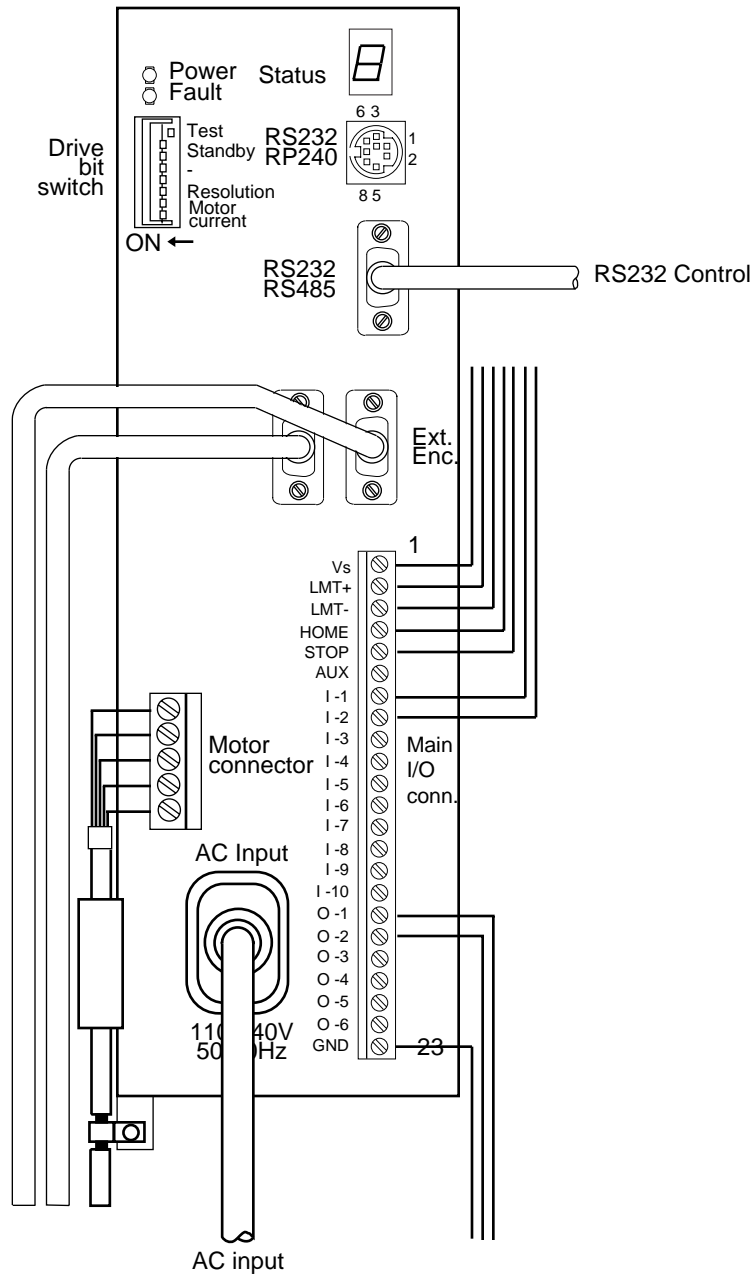 Power
Fault
Status
6 3
Test
Standby
-
Resolution
Motor
current
Drive
bit
switch
ON
RS232
RP240
1
2
8 5
RS232
RS485
RS232 Control
Ext.
Enc.
1
Vs
LMT+
LMT-
HOME
STOP
AUX
I -1
I -2
I -3
I -4
I -5
I -6
I -7
I -8
I -9
I -10
O -1
O -2
O -3
O -4
O -5
O -6
GND
23
Main
I/O
conn.
Motor
connector
AC Input
AC input